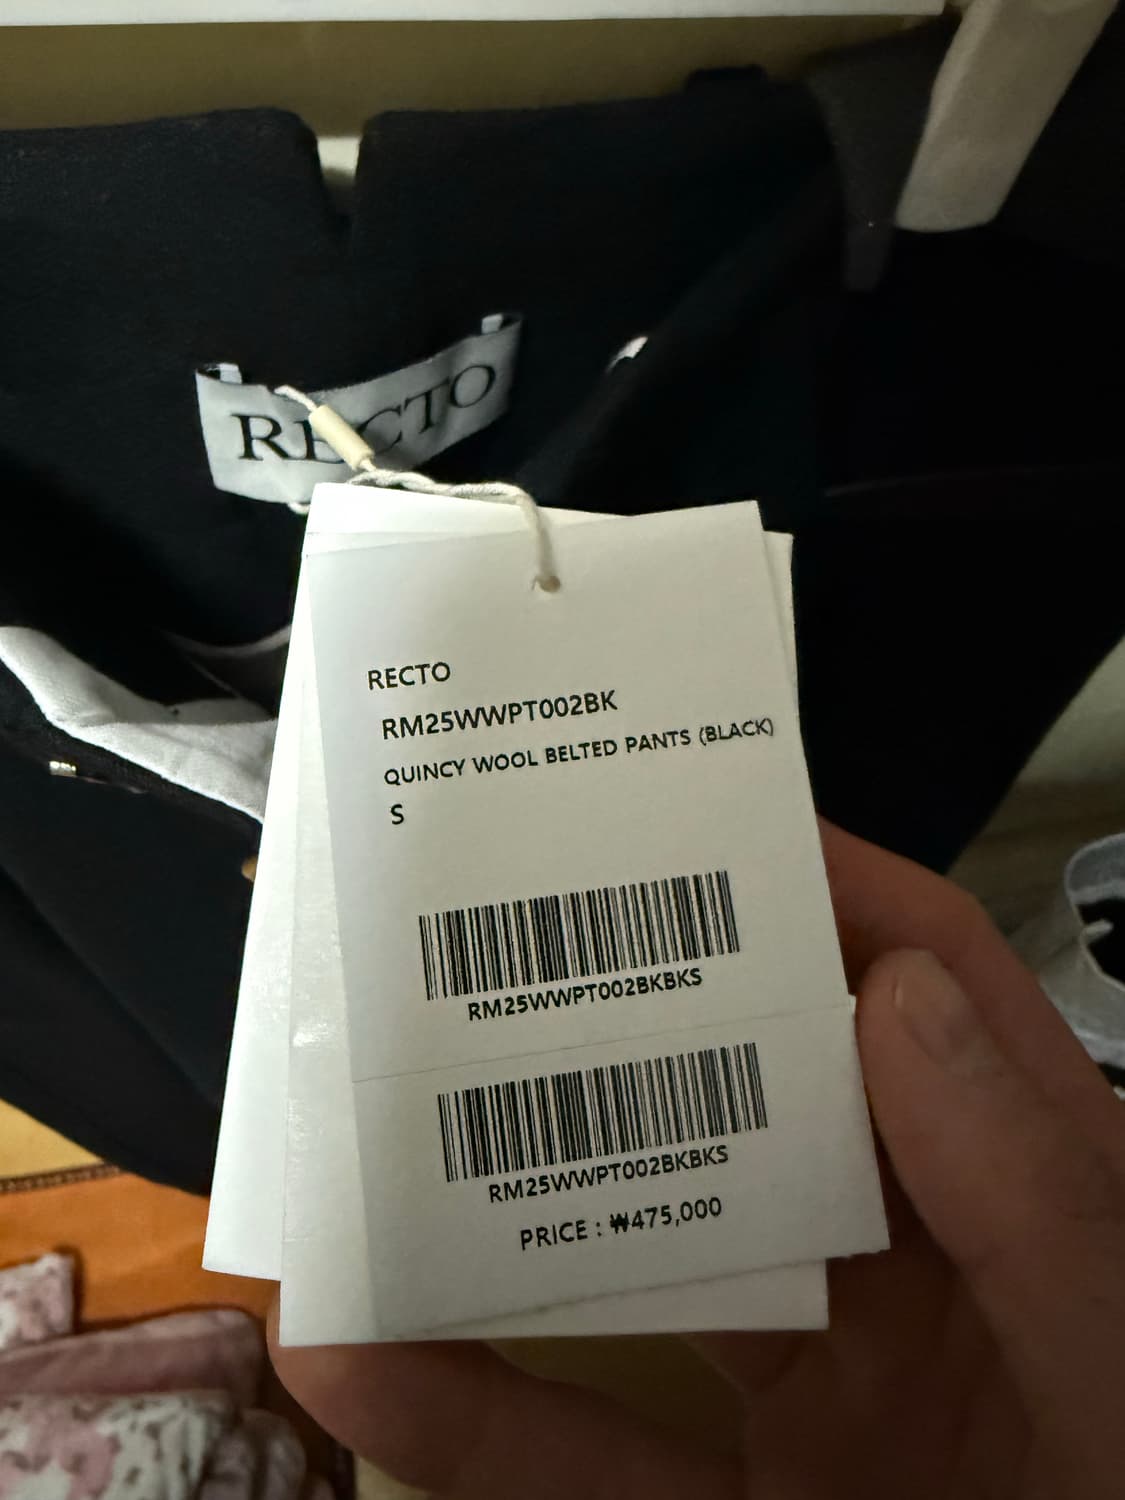 RECTO
RECTO
RM25WWPT002BK
QUINCY WOOL BELTED PANTS (BLACK)
S
RM25WWPT002BKBKS
RM25WWPT002BKBKS
PRICE : ₩475,000